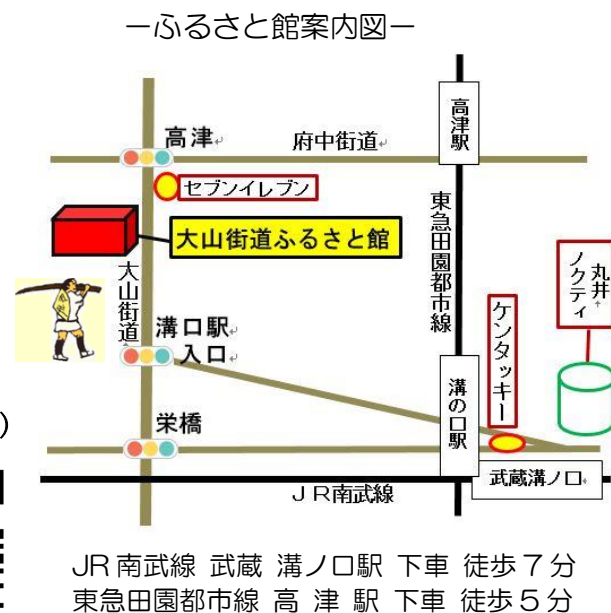 －ふるさと館案内図－
高津
府中街道
高津駅
セブンイレブン
大山街道ふるさと館
東急田園都市線
丸井
ノクティ
大山街道
溝口駅
入口
ケンタッキー
栄橋
溝の口駅
武蔵溝ノ口
ＪＲ南武線
）
JR南武線 武蔵 溝ノ口駅 下車 徒歩７分
東急田園都市線 高 津 駅 下車 徒歩５分